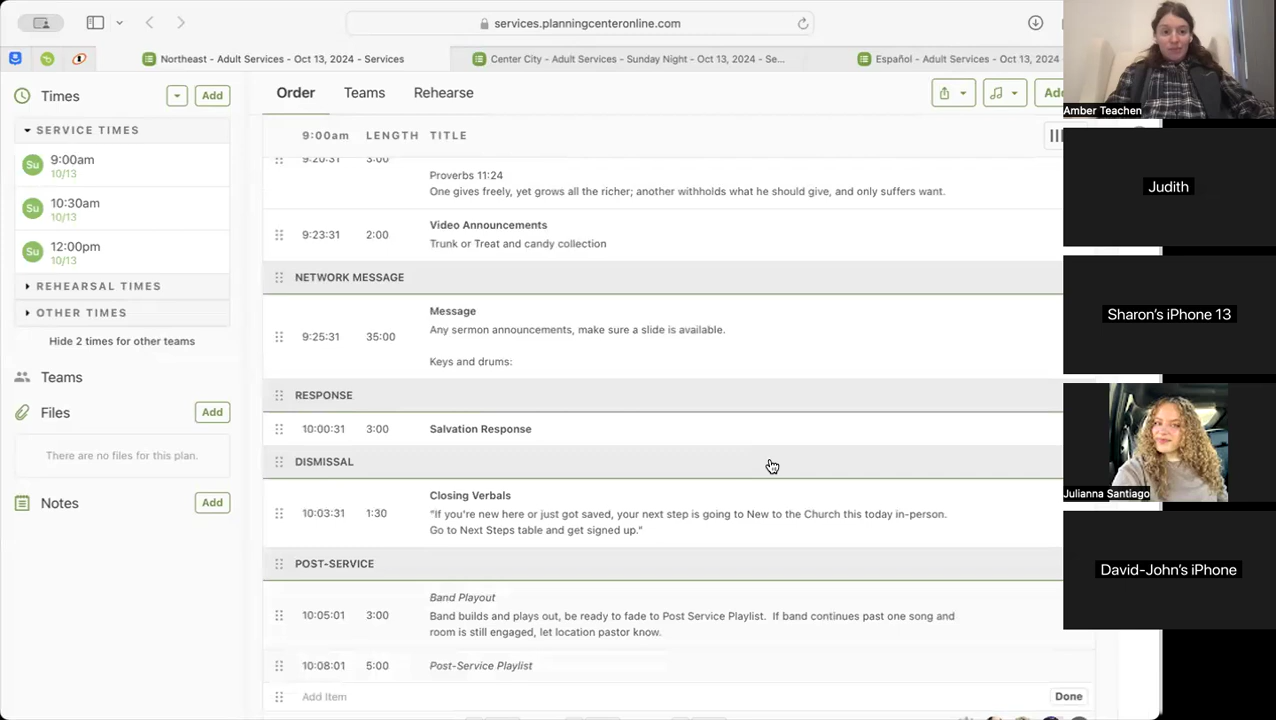 services.planningcenteronline.com
Northeast - Adult Services - Oct 13, 2024 - Services
Center City - Adult Services - Sunday Night - Oct 13, 2024 - Se...
Español - Adult Services - Oct 13, 2024
Times
Add
Order
Teams
Rehearse
SERVICE TIMES
Su
9:00am
10/13
Su
10:30am
10/13
Su
12:00pm
10/13
REHEARSAL TIMES
OTHER TIMES
Hide 2 times for other teams
Teams
Files
Add
There are no files for this plan.
Notes
Add
9:00am LENGTH TITLE
9:20:31 3:00
Proverbs 11:24
One gives freely, yet grows all the richer; another withholds what he should give, and only suffers want.
9:23:31 2:00 Video Announcements
Trunk or Treat and candy collection
NETWORK MESSAGE
9:25:31 35:00 Message
Any sermon announcements, make sure a slide is available.
Keys and drums:
RESPONSE
10:00:31 3:00 Salvation Response
DISMISSAL
10:03:31 1:30 Closing Verbals
"If you're new here or just got saved, your next step is going to New to the Church this today in-person.
Go to Next Steps table and get signed up."
POST-SERVICE
10:05:01 3:00 Band Playout
Band builds and plays out, be ready to fade to Post Service Playlist. If band continues past one song and
room is still engaged, let location pastor know.
10:08:01 5:00 Post-Service Playlist
Add Item
Done
Amber Teachen
Judith
Sharon's iPhone 13
Julianna Santiago
David-John's iPhone